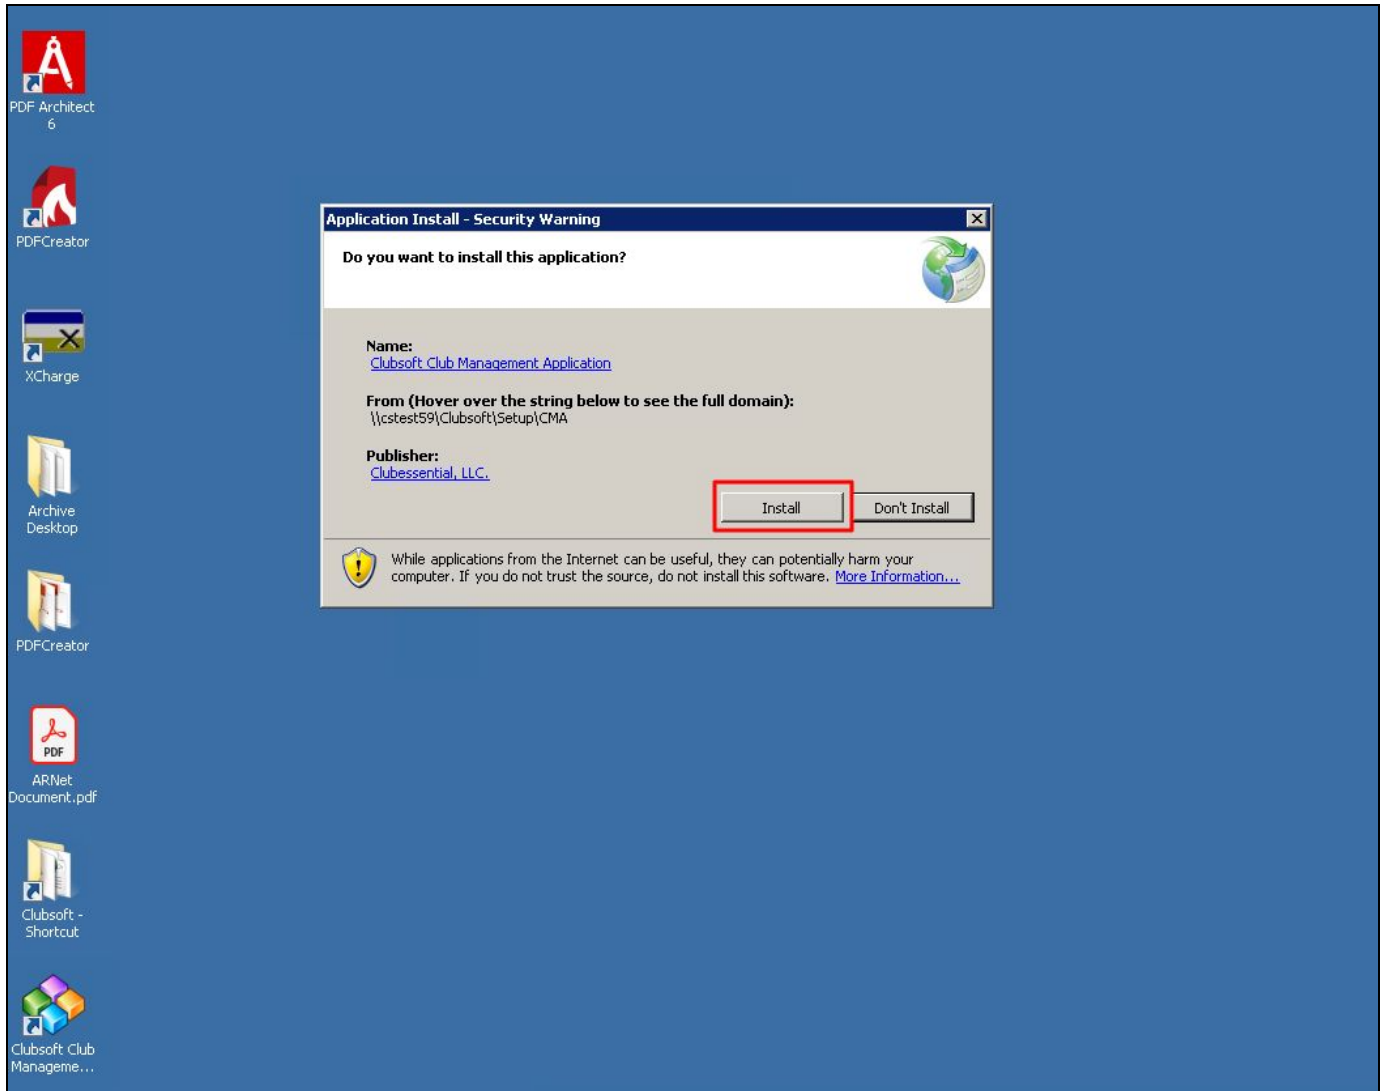 PDF Architect
6
PDFCreator
XCharge
Archive
Desktop
PDFCreator
PDF
ARNet
Document.pdf
Clubsoft -
Shortcut
Clubsoft Club
Manageme...
Application Install - Security Warning
Do you want to install this application?
Name:
Clubsoft Club Management Application
From (Hover over the string below to see the full domain):
\\cstest59\Clubsoft\Setup\CMA
Publisher:
Clubessential, LLC.
Install
Don't Install
While applications from the Internet can be useful, they can potentially harm your
computer. If you do not trust the source, do not install this software. More Information...